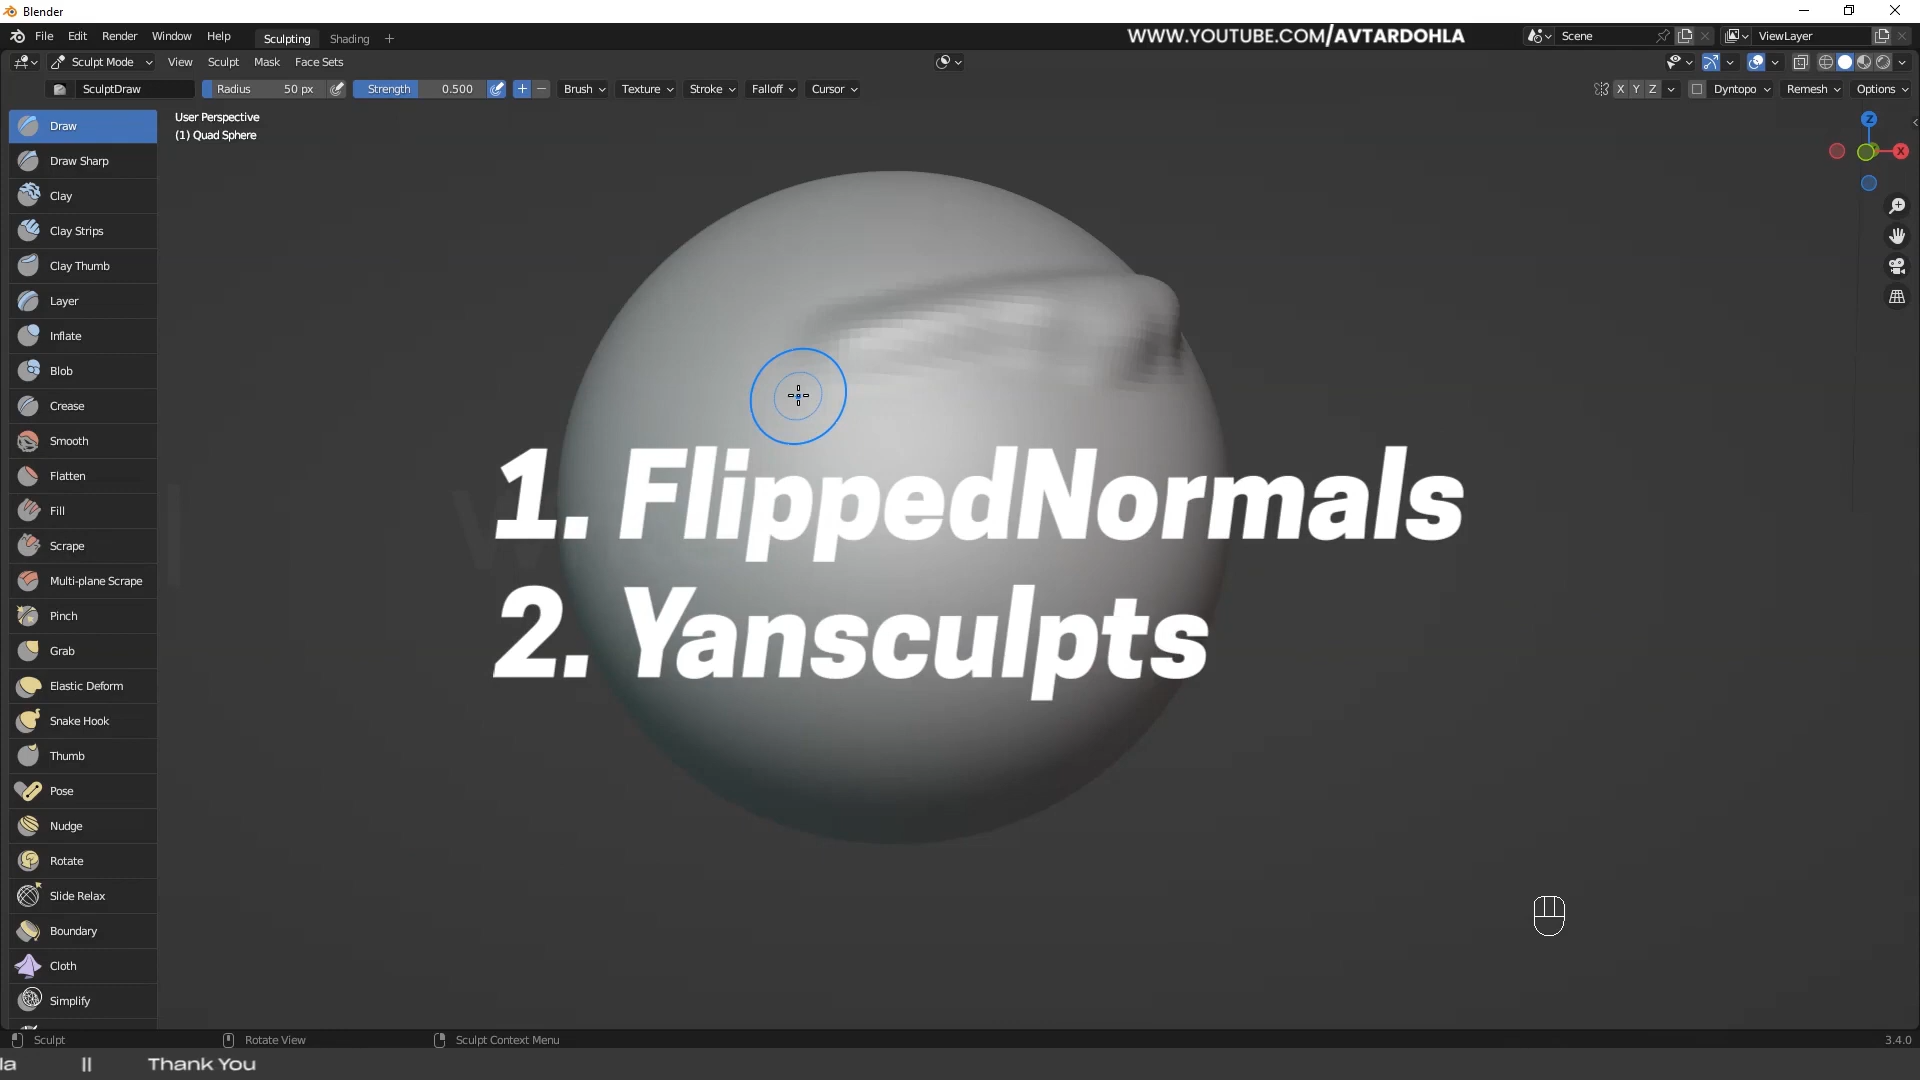 Blender
File Edit Render Window Help Sculpting Shading + WWW.YOUTUBE.COM/AVTARDOHLA Scene ViewLayer
Sculpt Mode View Sculpt Mask Face Sets
SculptDraw Radius 50 px Strength 0.500 + − Brush Texture Stroke Falloff Cursor X Y Z Dyntopo Remesh Options
User Perspective
(1) Quad Sphere
Z
X
Draw
Draw Sharp
Clay
Clay Strips
Clay Thumb
Layer
Inflate
Blob
Crease
Smooth
Flatten
Fill
Scrape
Multi-plane Scrape
Pinch
Grab
Elastic Deform
Snake Hook
Thumb
Pose
Nudge
Rotate
Slide Relax
Boundary
Cloth
Simplify
1. FlippedNormals
2. Yansculpts
Sculpt Rotate View Sculpt Context Menu 3.4.0
la || Thank You